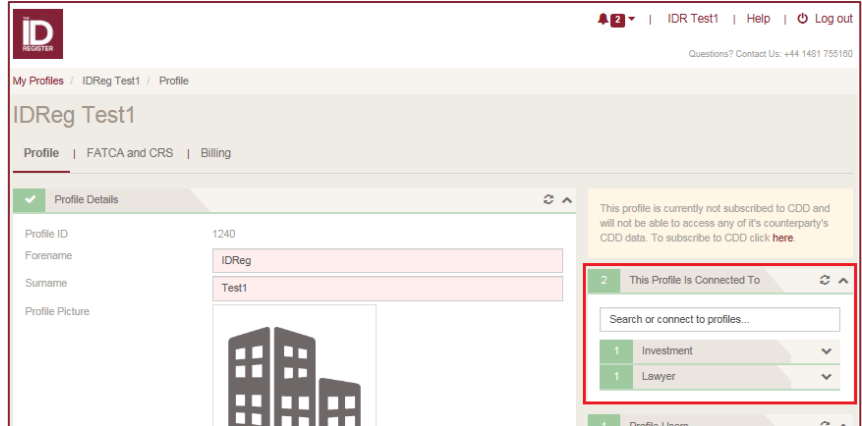 THE
ID
REGISTER
2 | IDR Test1 | Help | Log out
Questions? Contact Us: +44 1481 755160
My Profiles / IDReg Test1 / Profile
IDReg Test1
Profile | FATCA and CRS | Billing
Profile Details
Profile ID 1240
Forename IDReg
Surname Test1
Profile Picture
This profile is currently not subscribed to CDD and
will not be able to access any of it's counterparty's
CDD data. To subscribe to CDD click here.
2 This Profile Is Connected To
Search or connect to profiles...
1 Investment
1 Lawyer
Profile Users